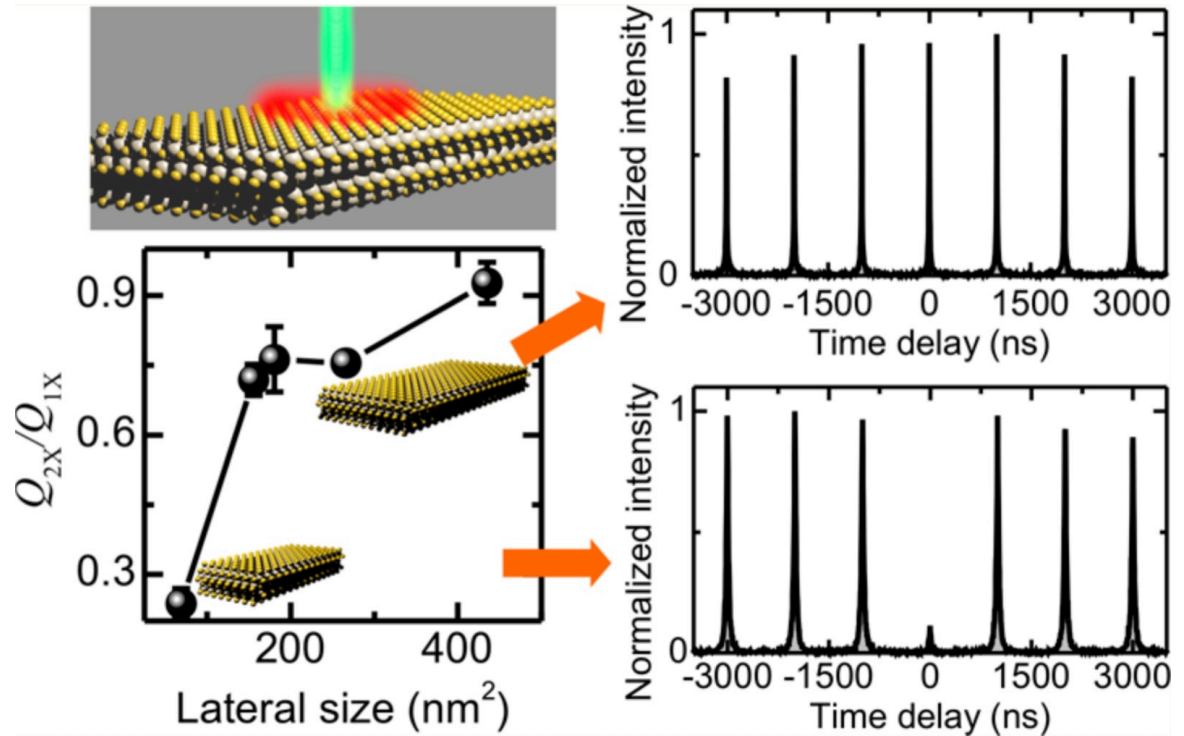 0.9
0.6
0.3
Q2X/Q1X
200 400
Lateral size (nm²)
1
0
Normalized intensity
-3000 -1500 0 1500 3000
Time delay (ns)
1
0
Normalized intensity
-3000 -1500 0 1500 3000
Time delay (ns)